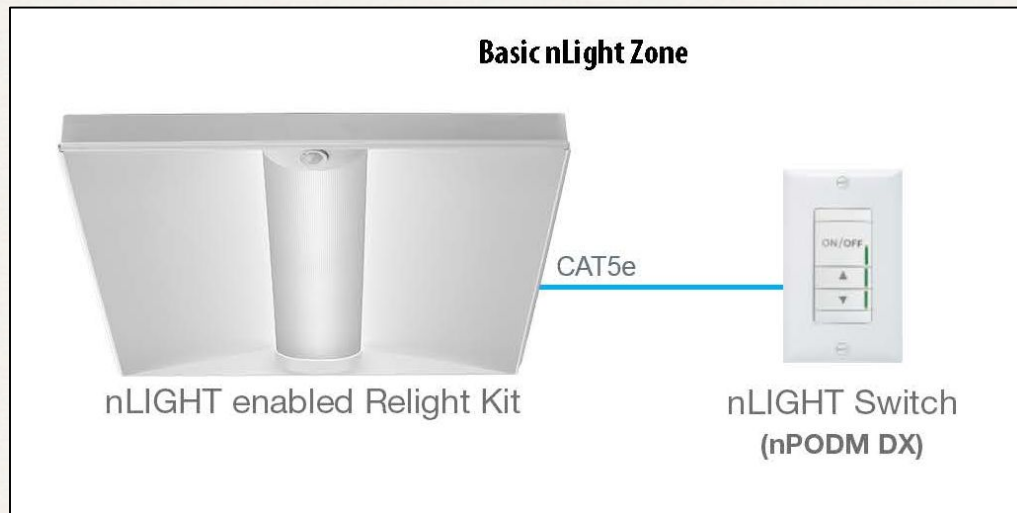 Basic nLight Zone
CAT5e
ON/OFF
nLIGHT enabled Relight Kit
nLIGHT Switch
(nPODM DX)